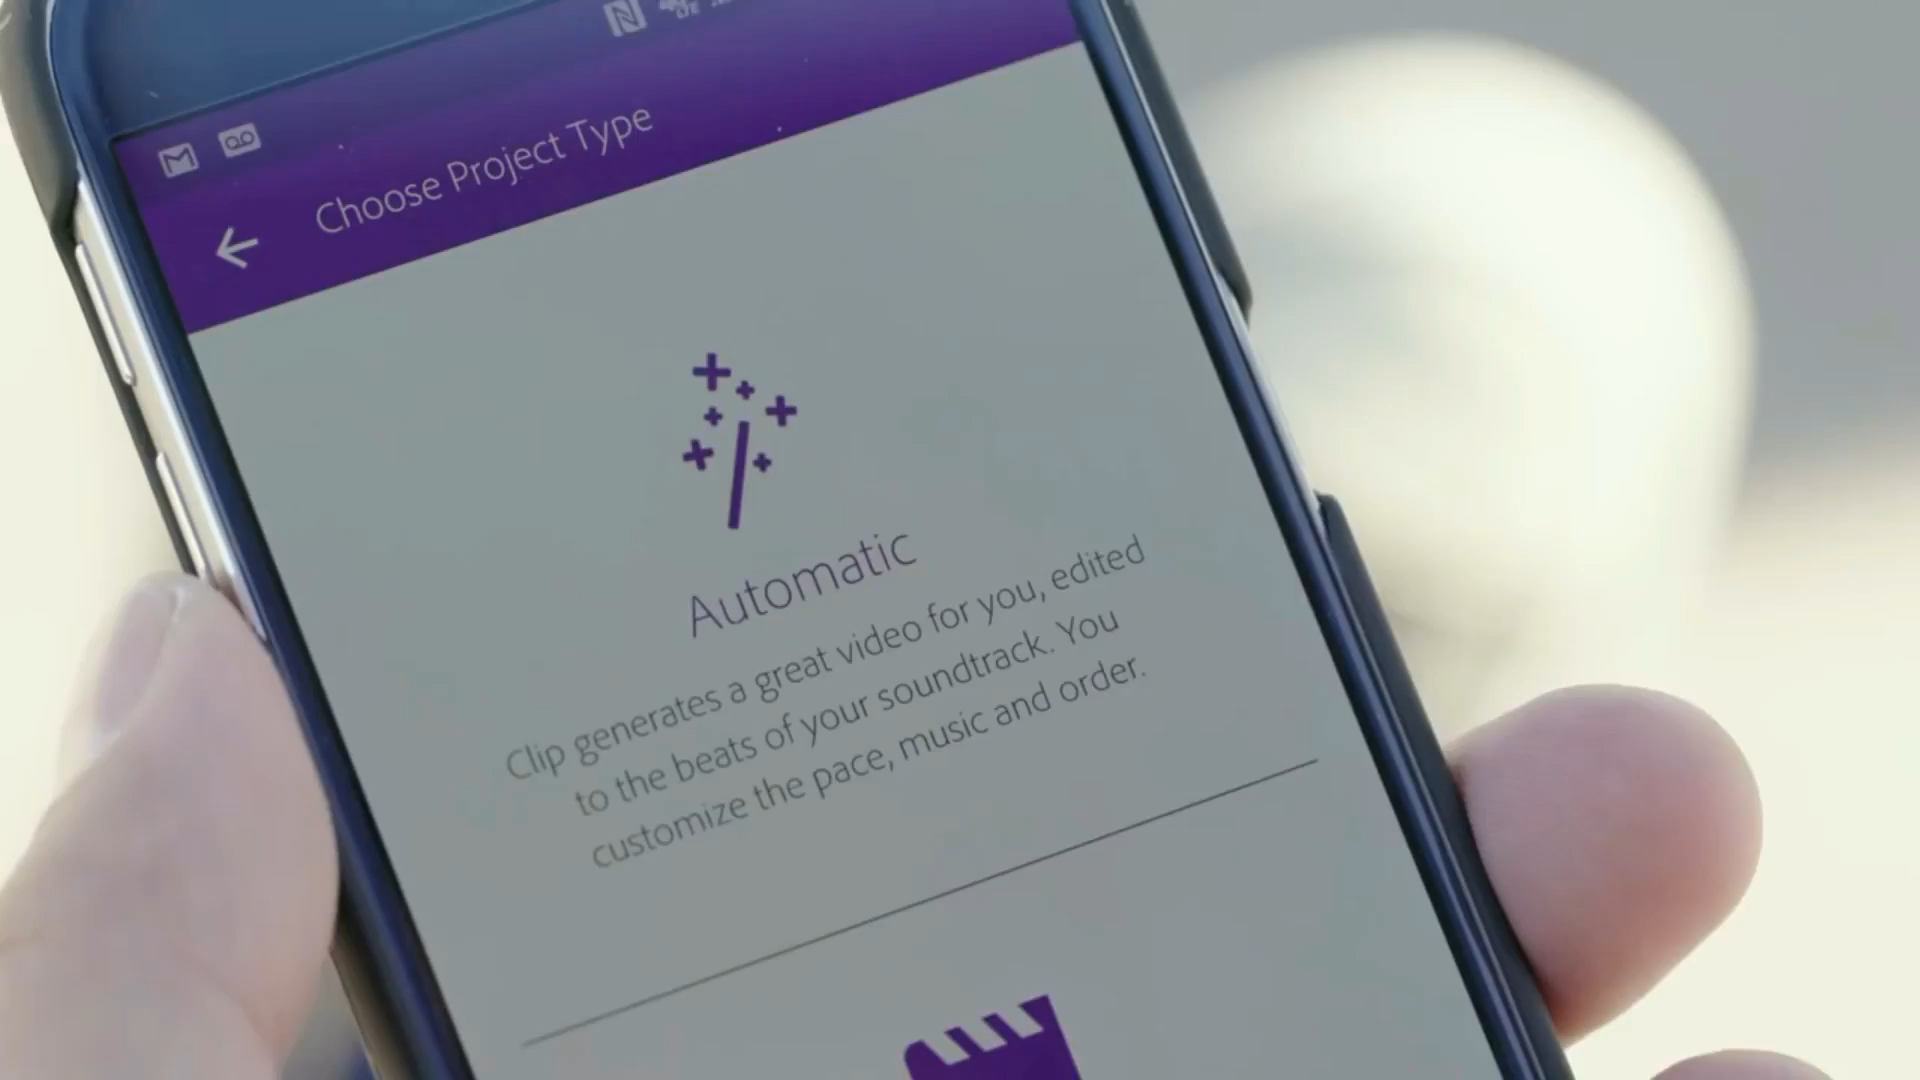 Choose Project Type
Automatic
Clip generates a great video for you, edited
to the beats of your soundtrack. You
customize the pace, music and order.